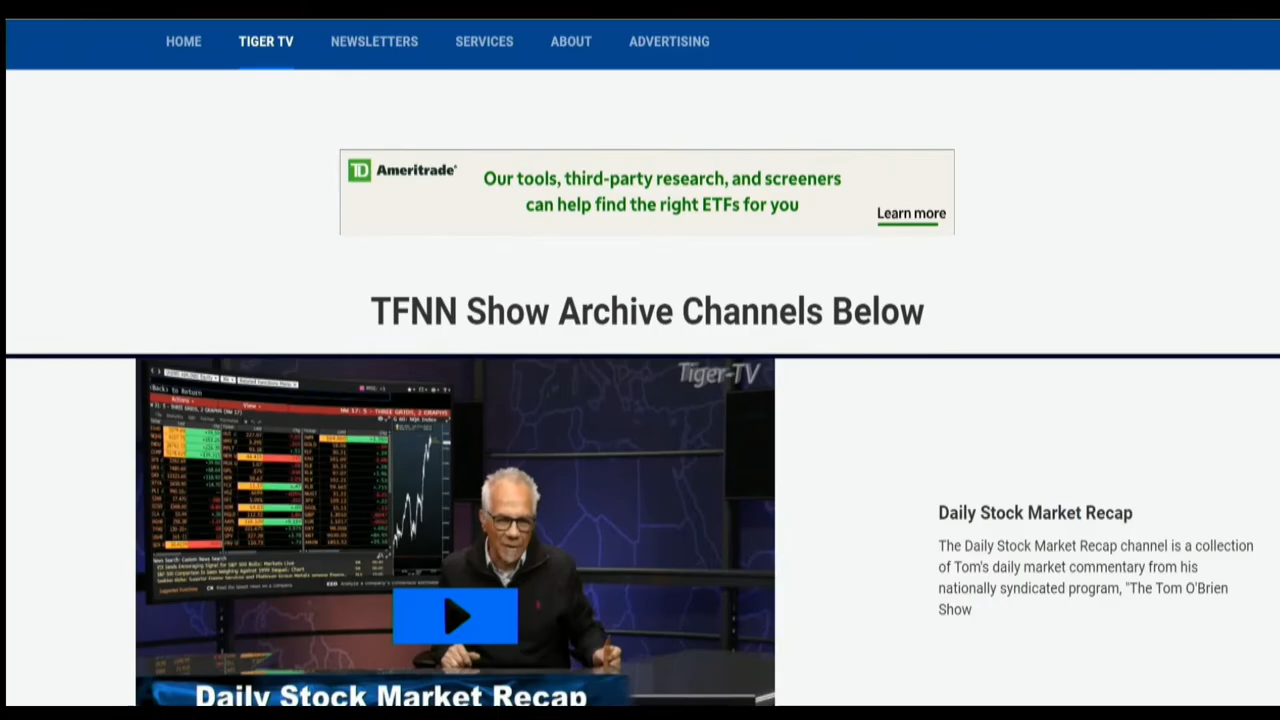 HOME TIGER TV NEWSLETTERS SERVICES ABOUT ADVERTISING
TD Ameritrade
Our tools, third-party research, and screeners
can help find the right ETFs for you
Learn more
TFNN Show Archive Channels Below
Tiger-TV
Daily Stock Market Recap
Daily Stock Market Recap
The Daily Stock Market Recap channel is a collection
of Tom's daily market commentary from his
nationally syndicated program, "The Tom O'Brien
Show